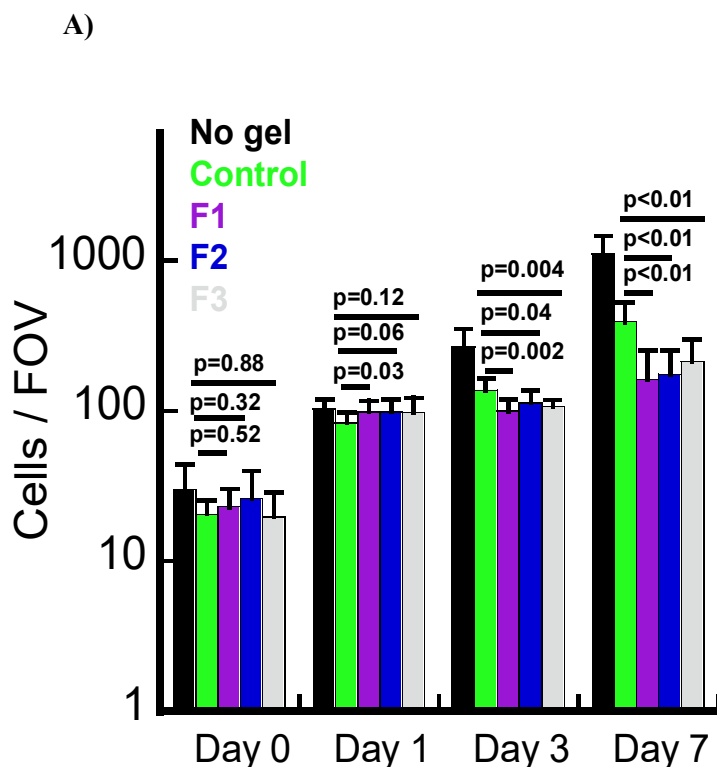 A)
No gel
Control
F1
F2
F3
Cells / FOV
1000
100
10
1
p=0.88
p=0.32
p=0.52
p=0.12
p=0.06
p=0.03
p=0.004
p=0.04
p=0.002
p<0.01
p<0.01
p<0.01
Day 0
Day 1
Day 3
Day 7